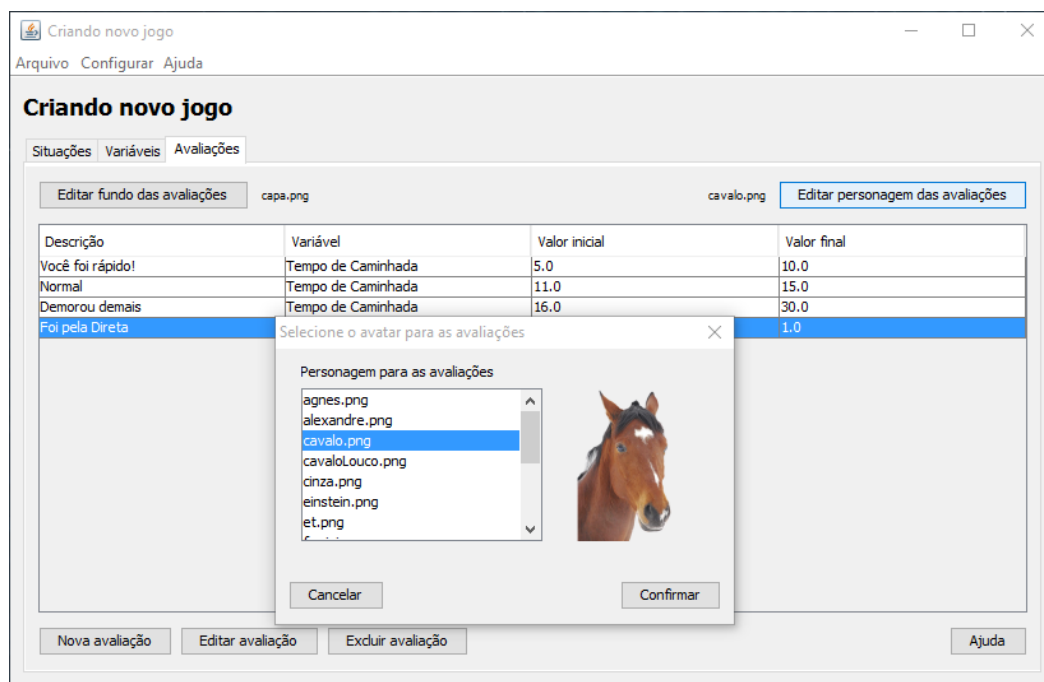 Criando novo jogo
Arquivo Configurar Ajuda
Criando novo jogo
Situações Variáveis Avaliações
Editar fundo das avaliações capa.png cavalo.png Editar personagem das avaliações
Descrição Variável Valor inicial Valor final
Você foi rápido! Tempo de Caminhada 5.0 10.0
Normal Tempo de Caminhada 11.0 15.0
Demorou demais Tempo de Caminhada 16.0 30.0
Foi pela Direta 1.0
Selecione o avatar para as avaliações
Personagem para as avaliações
agnes.png
alexandre.png
cavalo.png
cavaloLouco.png
cinza.png
einstein.png
et.png
Cancelar Confirmar
Nova avaliação Editar avaliação Excluir avaliação Ajuda